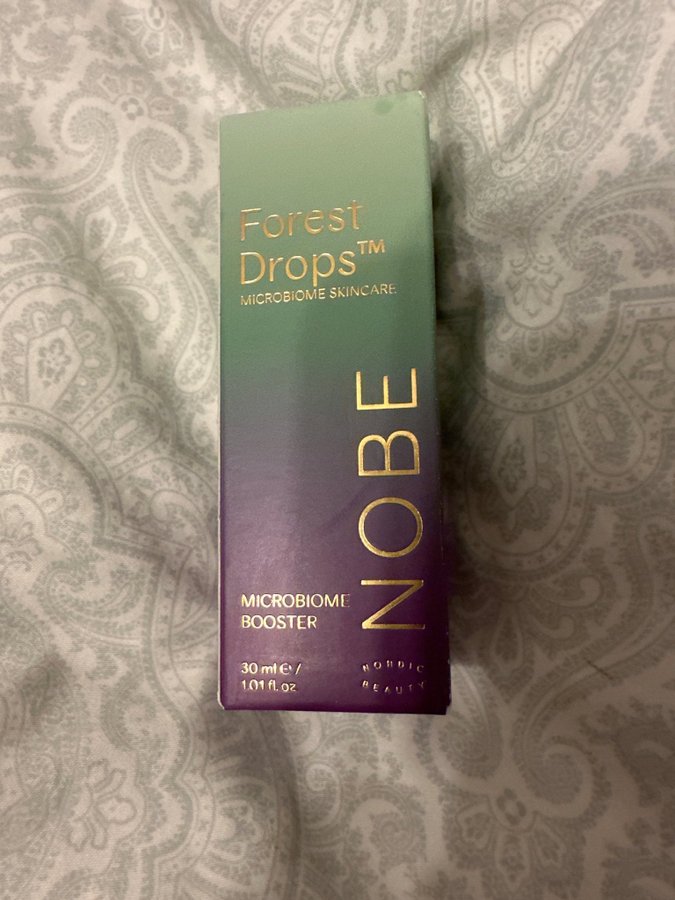 Forest
Drops™
MICROBIOME SKINCARE
NOBE
MICROBIOME
BOOSTER
30 ml ℮ /
1.01 fl. oz
NORDIC
BEAUTY